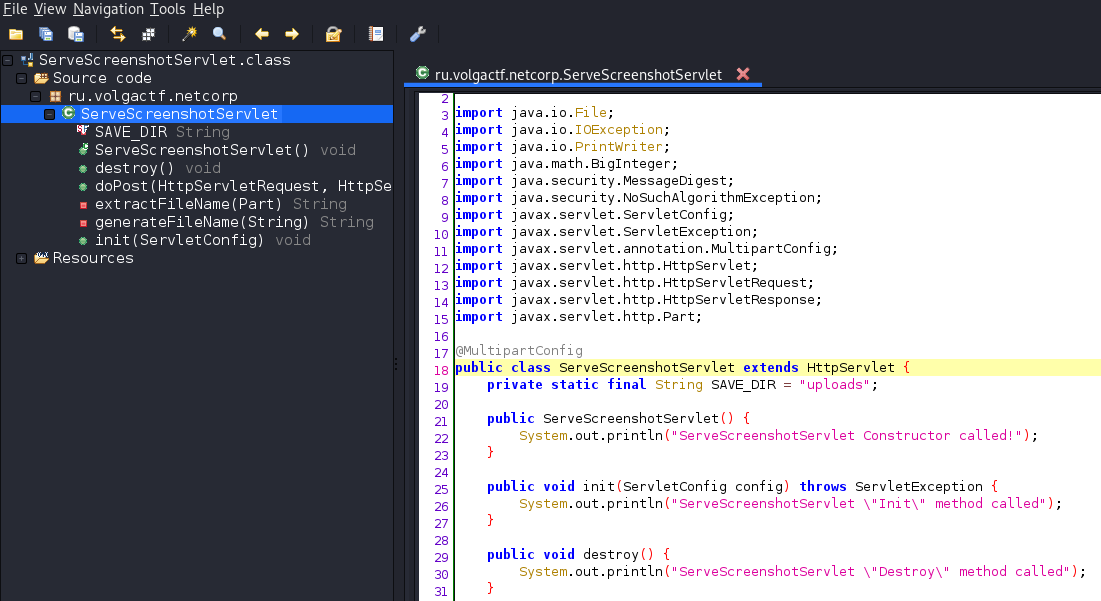 File View Navigation Tools Help
ServeScreenshotServlet.class
Source code
ru.volgactf.netcorp
ServeScreenshotServlet
SAVE_DIR String
ServeScreenshotServlet() void
destroy() void
doPost(HttpServletRequest, HttpSe
extractFileName(Part) String
generateFileName(String) String
init(ServletConfig) void
Resources
ru.volgactf.netcorp.ServeScreenshotServlet
2
3 import java.io.File;
4 import java.io.IOException;
5 import java.io.PrintWriter;
6 import java.math.BigInteger;
7 import java.security.MessageDigest;
8 import java.security.NoSuchAlgorithmException;
9 import javax.servlet.ServletConfig;
10 import javax.servlet.ServletException;
11 import javax.servlet.annotation.MultipartConfig;
12 import javax.servlet.http.HttpServlet;
13 import javax.servlet.http.HttpServletRequest;
14 import javax.servlet.http.HttpServletResponse;
15 import javax.servlet.http.Part;
16
17 @MultipartConfig
18 public class ServeScreenshotServlet extends HttpServlet {
19     private static final String SAVE_DIR = "uploads";
20
21     public ServeScreenshotServlet() {
22         System.out.println("ServeScreenshotServlet Constructor called!");
23     }
24
25     public void init(ServletConfig config) throws ServletException {
26         System.out.println("ServeScreenshotServlet \"Init\" method called");
27     }
28
29     public void destroy() {
30         System.out.println("ServeScreenshotServlet \"Destroy\" method called");
31     }